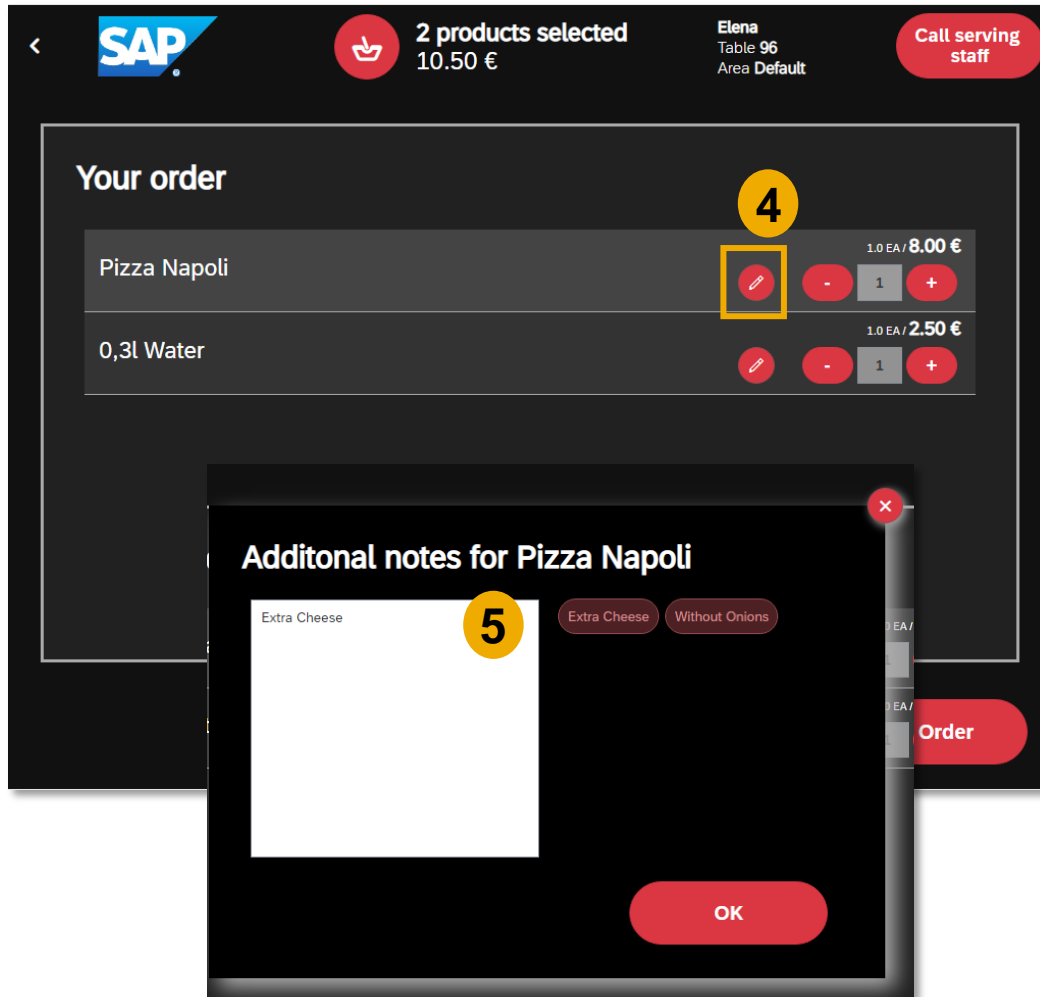 SAP
2 products selected
10.50 €
Elena
Table 96
Area Default
Call serving
staff
Your order
4
1.0 EA / 8.00 €
Pizza Napoli
- 1 +
1.0 EA / 2.50 €
0,3l Water
- 1 +
Additonal notes for Pizza Napoli
Extra Cheese
5
Extra Cheese
Without Onions
EA /
EA /
Order
OK